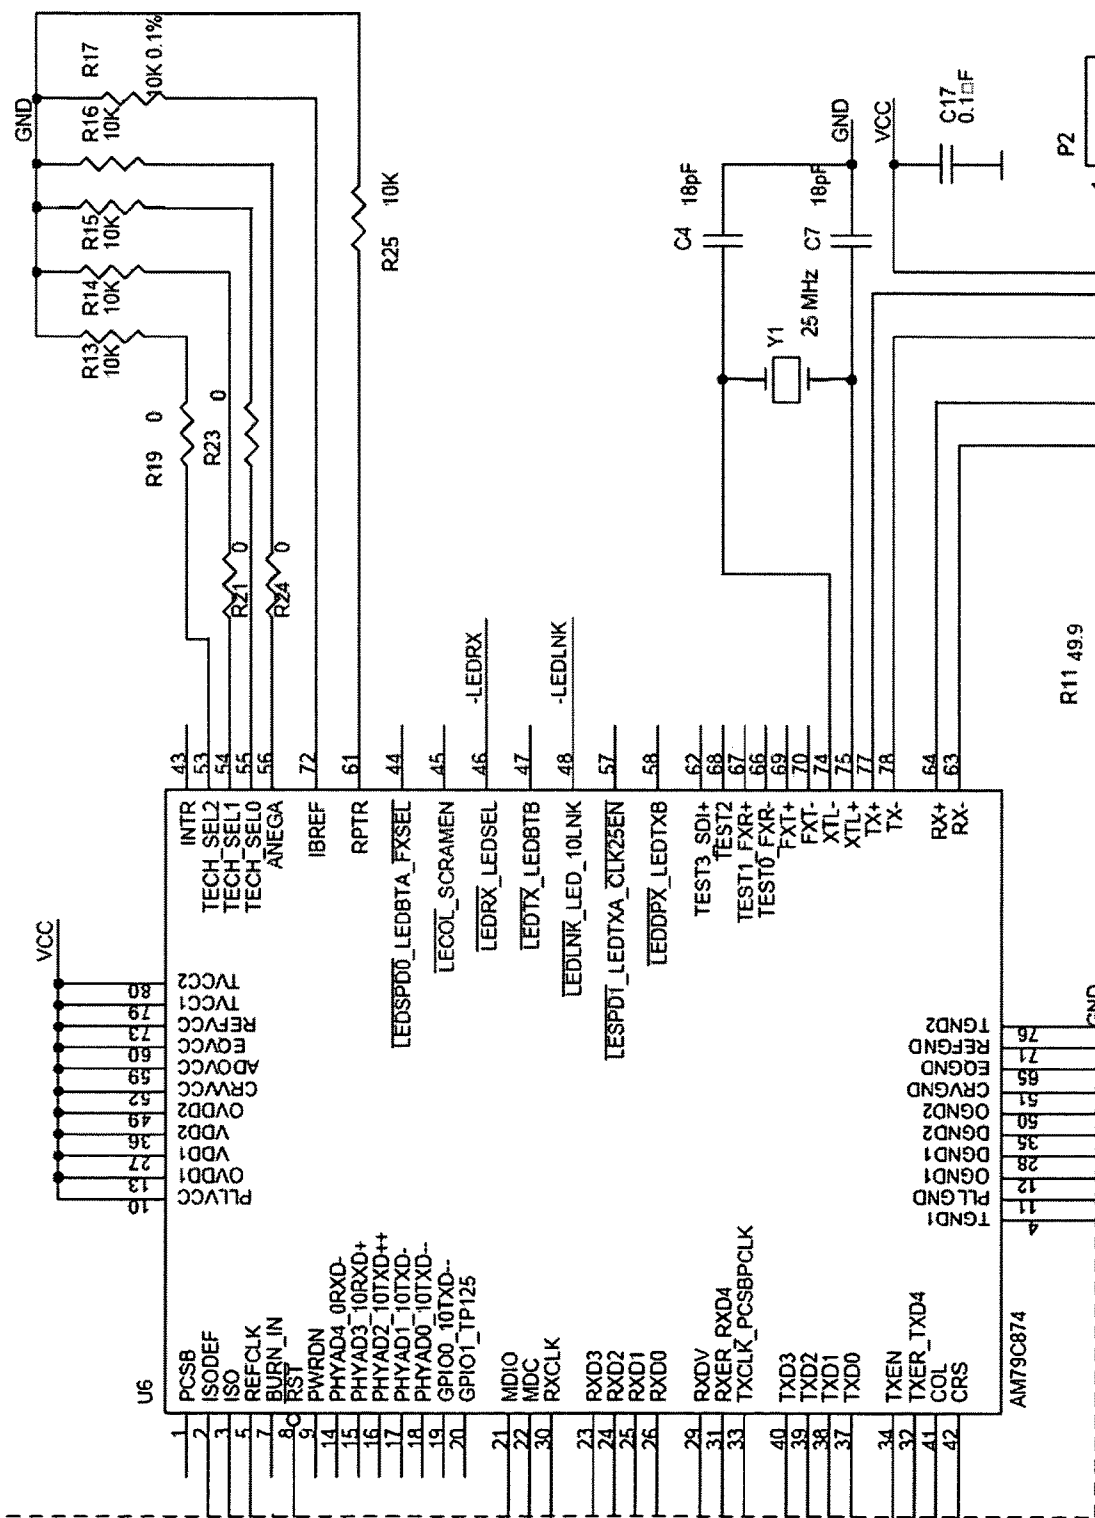 GND
R17
10K 0.1%
R16
10K
R15
10K
R14
10K
R13
10K
R19 0
R23 0
R21 0
R24 0
R25 10K
C4 18pF
C7 18pF
GND
VCC
C17
0.1□F
P2
Y1
25 MHz
R11 49.9
-LEDRX
-LEDLNK
43 INTR
53 TECH_SEL2
54 TECH_SEL1
55 TECH_SEL0
56 ANEGA
72 IBREF
61 RPTR
44 LEDSPD0_LEDBTA_FXSEL
45 LECOL_SCRAMEN
46 LEDRX_LEDSEL
47 LEDTX_LEDBTB
48 LEDLNK_LED_10LNK
57 LESPD1_LEDTXA_CLK25EN
58 LEDDPX_LEDTXB
62 TEST3_SDI+
68 TEST2
67 TEST1_FXR+
66 TEST0_FXR-
69 FXT+
70 FXT-
74 XTL-
75 XTL+
77 TX+
78 TX-
64 RX+
63 RX-
VCC
80 TVCC2
79 TVCC1
73 REFVCC
60 EQVCC
59 ADOVCC
52 CRVVCC
49 OVDD2
36 VDD2
27 VDD1
13 OVDD1
10 PLLVCC
GND
TGND2 76
REFGND 71
EQGND 65
CRVGND 51
OGND2 50
DGND2 35
DGND1 28
OGND1 12
PLLGND 11
TGND1 4
U6
1 PCSB
2 ISODEF
3 ISO
5 REFCLK
7 BURN_IN
8 RST
9 PWRDN
14 PHYAD4_0RXD-
15 PHYAD3_10RXD+
16 PHYAD2_10TXD++
17 PHYAD1_10TXD-
18 PHYAD0_10TXD--
19 GPIO0_10TXD--
20 GPIO1_TP125
21 MDIO
22 MDC
30 RXCLK
23 RXD3
24 RXD2
25 RXD1
26 RXD0
29 RXDV
31 RXER_RXD4
33 TXCLK_PCSBPCLK
40 TXD3
39 TXD2
38 TXD1
37 TXD0
34 TXEN
32 TXER_TXD4
41 COL
42 CRS
AM79C874